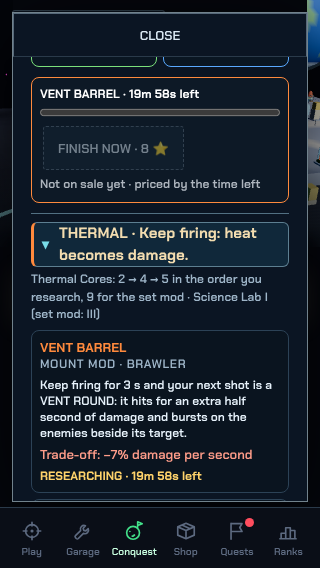 CLOSE
VENT BARREL · 19m 58s left
FINISH NOW · 8 ⭐
Not on sale yet · priced by the time left
▼ THERMAL · Keep firing: heat
becomes damage.
Thermal Cores: 2 → 4 → 5 in the order you
research, 9 for the set mod · Science Lab I
(set mod: III)
VENT BARREL
MOUNT MOD · BRAWLER
Keep firing for 3 s and your next shot is a
VENT ROUND: it hits for an extra half
second of damage and bursts on the
enemies beside its target.
Trade-off: −7% damage per second
RESEARCHING · 19m 58s left
Play Garage Conquest Shop Quests Ranks